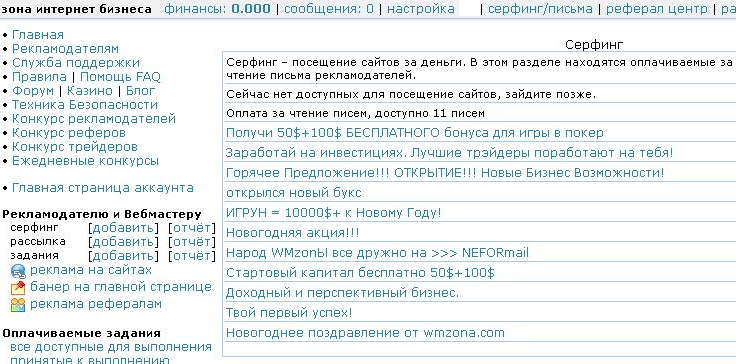 зона интернет бизнеса финансы: 0.000 | сообщения: 0 | настройка | серфинг/письма | реферал центр |
• Главная
• Рекламодателям
• Служба поддержки
• Правила | Помощь FAQ
• Форум | Казино | Блог
• Техника Безопасности
• Конкурс рекламодателей
• Конкурс реферов
• Конкурс трейдеров
• Ежедневные конкурсы
• Главная страница аккаунта
Рекламодателю и Вебмастеру
серфинг [добавить] [отчёт]
рассылка [добавить] [отчёт]
задания [добавить] [отчёт]
реклама на сайтах
банер на главной странице
реклама рефералам
Оплачиваемые задания
все доступные для выполнения
принятые к выполнению
Серфинг
Серфинг – посещение сайтов за деньги. В этом разделе находятся оплачиваемые за
чтение письма рекламодателей.
Сейчас нет доступных для посещение сайтов, зайдите позже.
Оплата за чтение писем, доступно 11 писем
Получи 50$+100$ БЕСПЛАТНОГО бонуса для игры в покер
Заработай на инвестициях. Лучшие трэйдеры поработают на тебя!
Горячее Предложение!!! ОТКРЫТИЕ!!! Новые Бизнес Возможности!
открылся новый букс
ИГРУН = 10000$+ к Новому Году!
Новогодняя акция!!!
Народ WMzonЫ все дружно на >>> NEFORmail
Стартовый капитал бесплатно 50$+100$
Доходный и перспективный бизнес.
Твой первый успех!
Новогоднее поздравление от wmzona.com